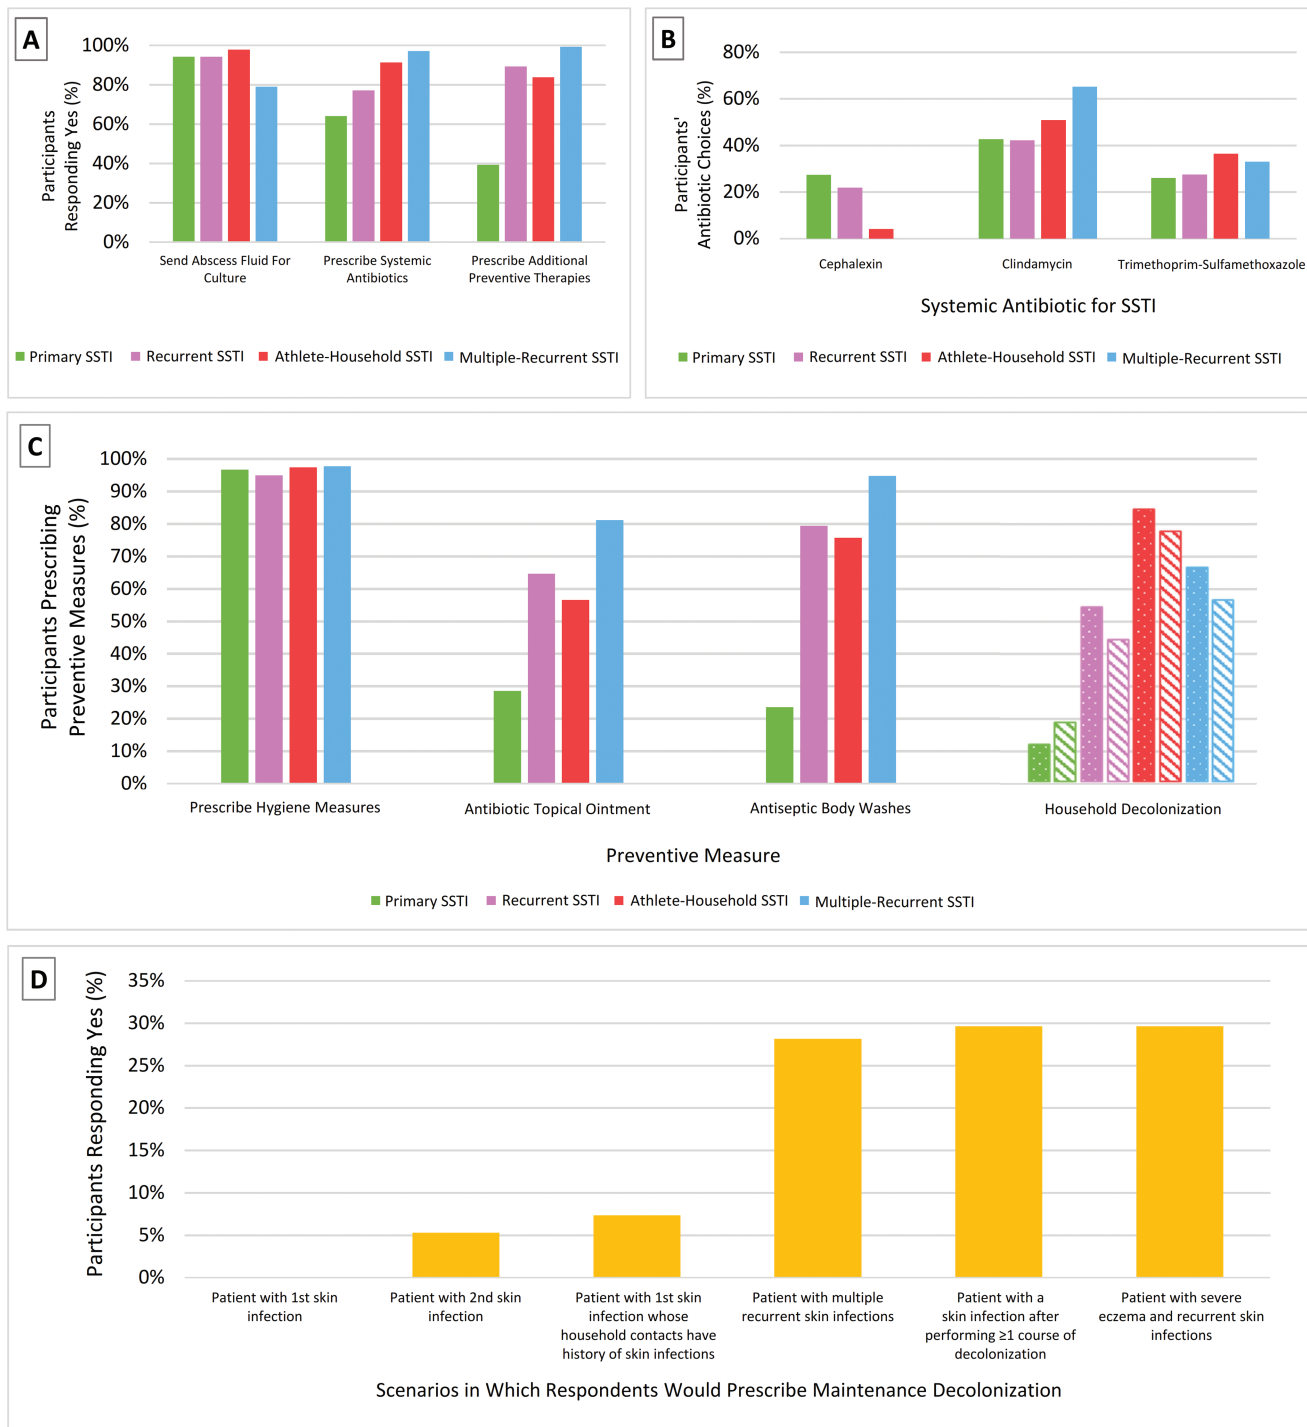 A
Participants
Responding Yes (%)
100%
80%
60%
40%
20%
0%
Send Abscess Fluid For
Culture
Prescribe Systemic
Antibiotics
Prescribe Additional
Preventive Therapies
Primary SSTI
Recurrent SSTI
Athlete-Household SSTI
Multiple-Recurrent SSTI
B
Participants'
Antibiotic Choices (%)
80%
60%
40%
20%
0%
Cephalexin
Clindamycin
Trimethoprim-Sulfamethoxazole
Systemic Antibiotic for SSTI
Primary SSTI
Recurrent SSTI
Athlete-Household SSTI
Multiple-Recurrent SSTI
C
Participants Prescribing
Preventive Measures (%)
100%
90%
80%
70%
60%
50%
40%
30%
20%
10%
0%
Prescribe Hygiene Measures
Antibiotic Topical Ointment
Antiseptic Body Washes
Household Decolonization
Preventive Measure
Primary SSTI
Recurrent SSTI
Athlete-Household SSTI
Multiple-Recurrent SSTI
D
Participants Responding Yes (%)
35%
30%
25%
20%
15%
10%
5%
0%
Patient with 1st skin
infection
Patient with 2nd skin
infection
Patient with 1st skin
infection whose
household contacts have
history of skin infections
Patient with multiple
recurrent skin infections
Patient with a
skin infection after
performing ≥1 course of
decolonization
Patient with severe
eczema and recurrent skin
infections
Scenarios in Which Respondents Would Prescribe Maintenance Decolonization